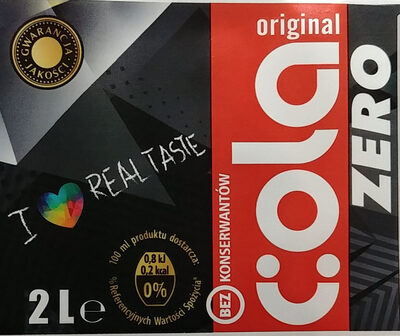 GWARANCJA JAKOŚCI
I REAL TASTE
100 ml produktu dostarcza:
0,8 kJ
0,2 kcal
0%
% Referencyjnych Wartości Spożycia*
2 L e
BEZ KONSERWANTÓW
original
cola
ZERO